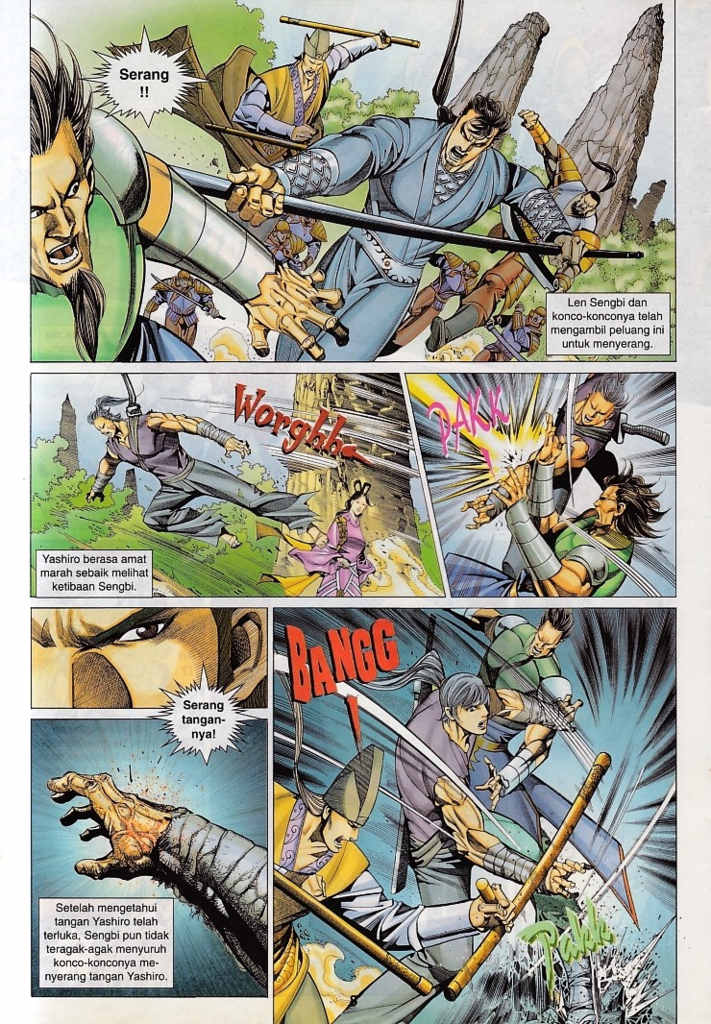 Serang
!!
Len Sengbi dan
konco-konconya telah
mengambil peluang ini
untuk menyerang.
Worghh
Yashiro berasa amat
marah sebaik melihat
ketibaan Sengbi.
PAKK
!
Serang
tangan-
nya!
Setelah mengetahui
tangan Yashiro telah
terluka, Sengbi pun tidak
teragak-agak menyuruh
konco-konconya me-
nyerang tangan Yashiro.
BANGG
!
Pakk
!
8